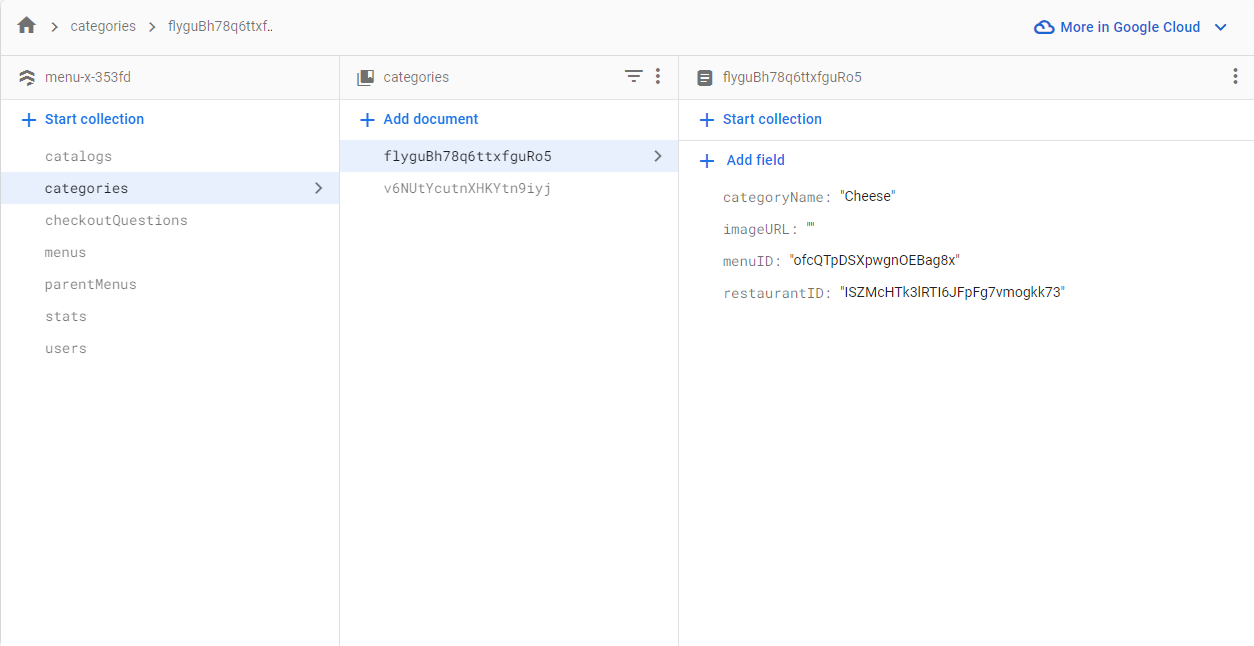 categories
flyguBh78q6ttxf..
More in Google Cloud
menu-x-353fd
Start collection
catalogs
categories
checkoutQuestions
menus
parentMenus
stats
users
categories
Add document
flyguBh78q6ttxfguRo5
v6NUtYcutnXHKYtn9iyj
flyguBh78q6ttxfguRo5
Start collection
Add field
categoryName: "Cheese"
imageURL: ""
menuID: "ofcQTpDSXpwgnOEBag8x"
restaurantID: "ISZMcHTk3lRTI6JFpFg7vmogkk73"